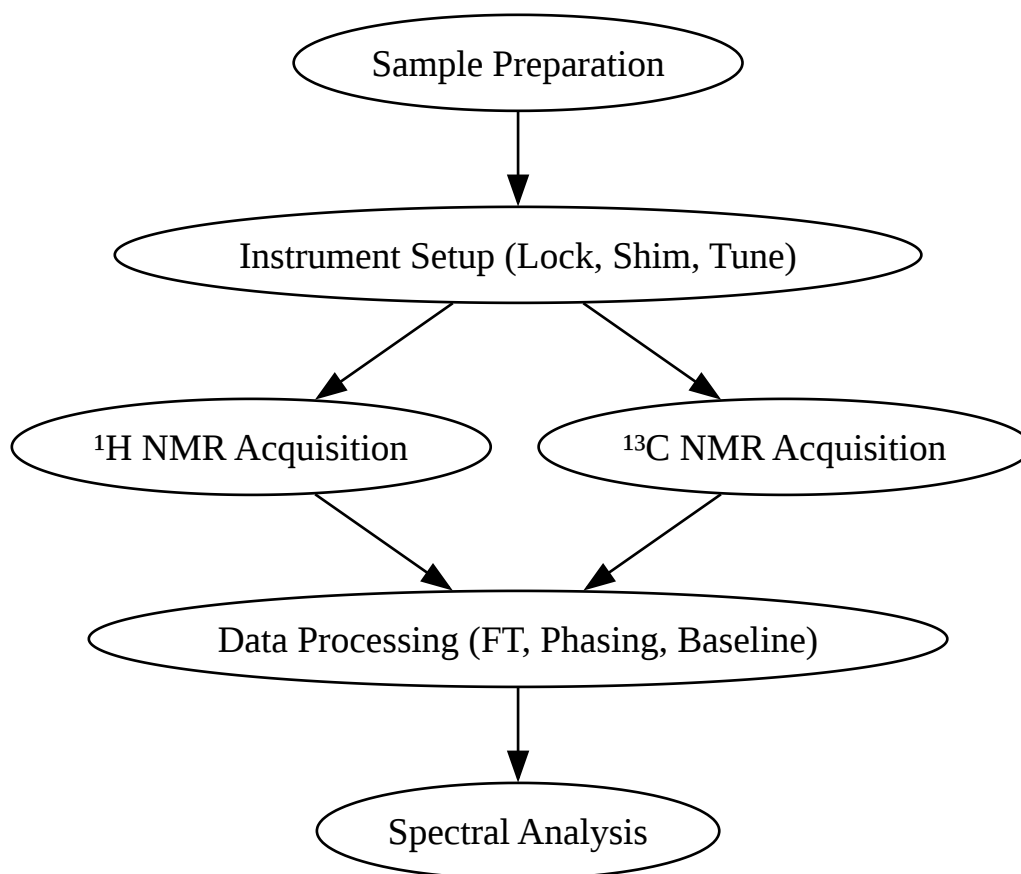 Sample Preparation
Instrument Setup (Lock, Shim, Tune)
¹H NMR Acquisition
¹³C NMR Acquisition
Data Processing (FT, Phasing, Baseline)
Spectral Analysis